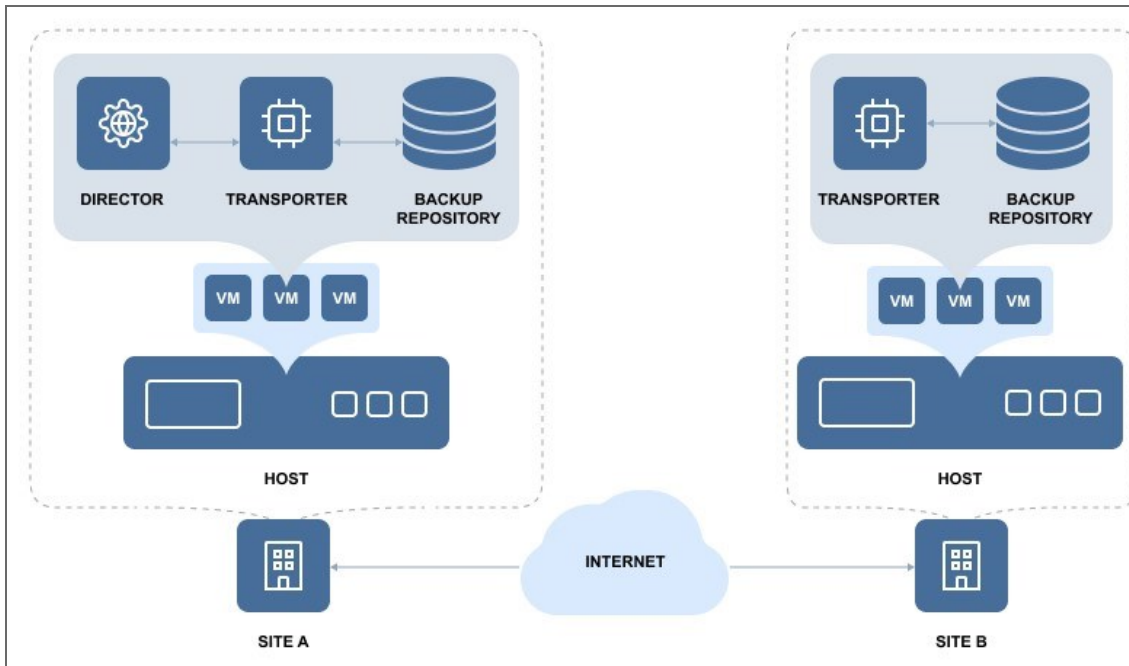 DIRECTOR
TRANSPORTER
BACKUP
REPOSITORY
VM
VM
VM
HOST
SITE A
INTERNET
TRANSPORTER
BACKUP
REPOSITORY
VM
VM
VM
HOST
SITE B